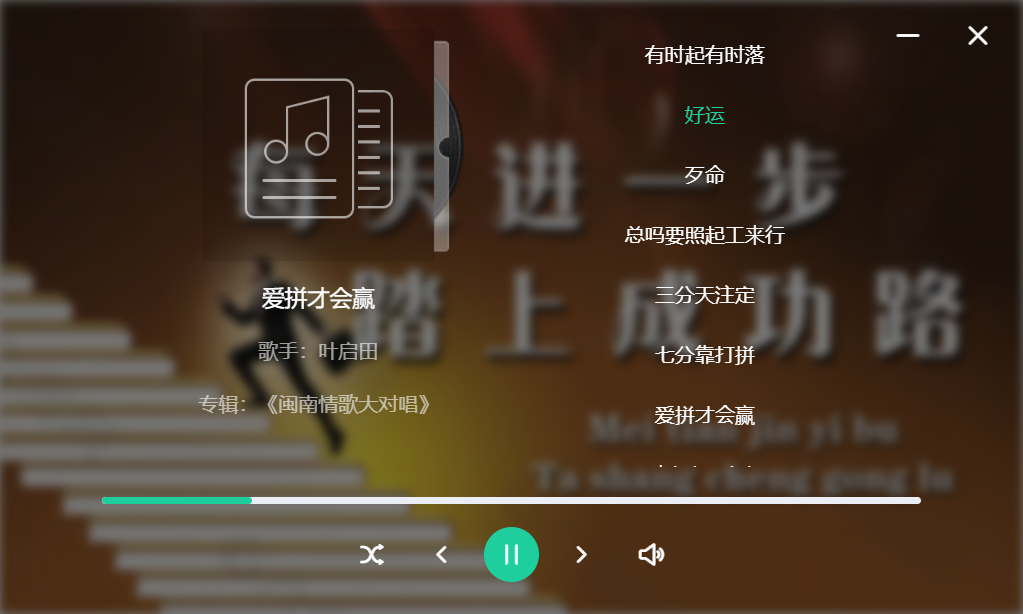 爱拼才会赢
歌手：叶启田
专辑：《闽南情歌大对唱》
有时起有时落
好运
歹命
总吗要照起工来行
三分天注定
七分靠打拼
爱拼才会赢
每天进一步
踏上成功路
Mei tian jin yi bu
Ta shang cheng gong lu